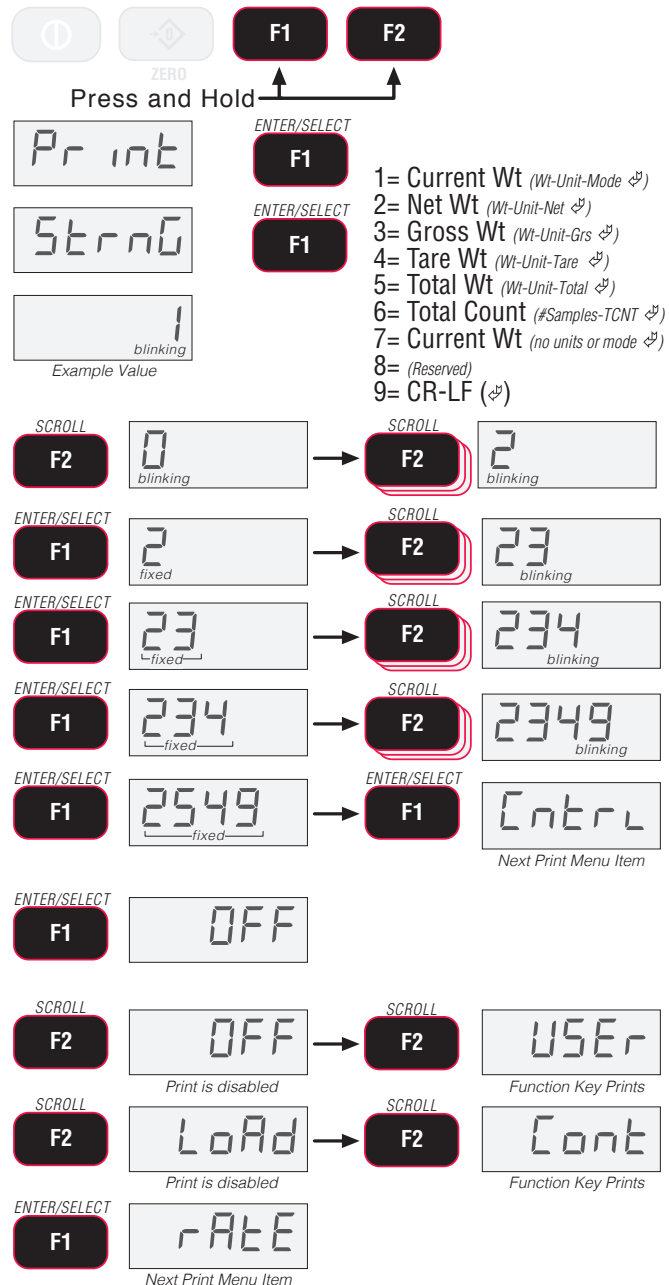 F1 F2
ZERO
Press and Hold
Print
ENTER/SELECT
F1
StrnG
ENTER/SELECT
F1
1
blinking
Example Value
1= Current Wt (Wt-Unit-Mode ⏎)
2= Net Wt (Wt-Unit-Net ⏎)
3= Gross Wt (Wt-Unit-Grs ⏎)
4= Tare Wt (Wt-Unit-Tare ⏎)
5= Total Wt (Wt-Unit-Total ⏎)
6= Total Count (#Samples-TCNT ⏎)
7= Current Wt (no units or mode ⏎)
8= (Reserved)
9= CR-LF (⏎)
SCROLL
F2
0
blinking
SCROLL
F2
2
blinking
ENTER/SELECT
F1
2
fixed
SCROLL
F2
23
blinking
ENTER/SELECT
F1
23
fixed
SCROLL
F2
234
blinking
ENTER/SELECT
F1
234
fixed
SCROLL
F2
2349
blinking
ENTER/SELECT
F1
2549
fixed
ENTER/SELECT
F1
CntrL
Next Print Menu Item
ENTER/SELECT
F1
OFF
SCROLL
F2
OFF
Print is disabled
SCROLL
F2
USEr
Function Key Prints
SCROLL
F2
LoAd
Print is disabled
SCROLL
F2
Cont
Function Key Prints
ENTER/SELECT
F1
rAtE
Next Print Menu Item